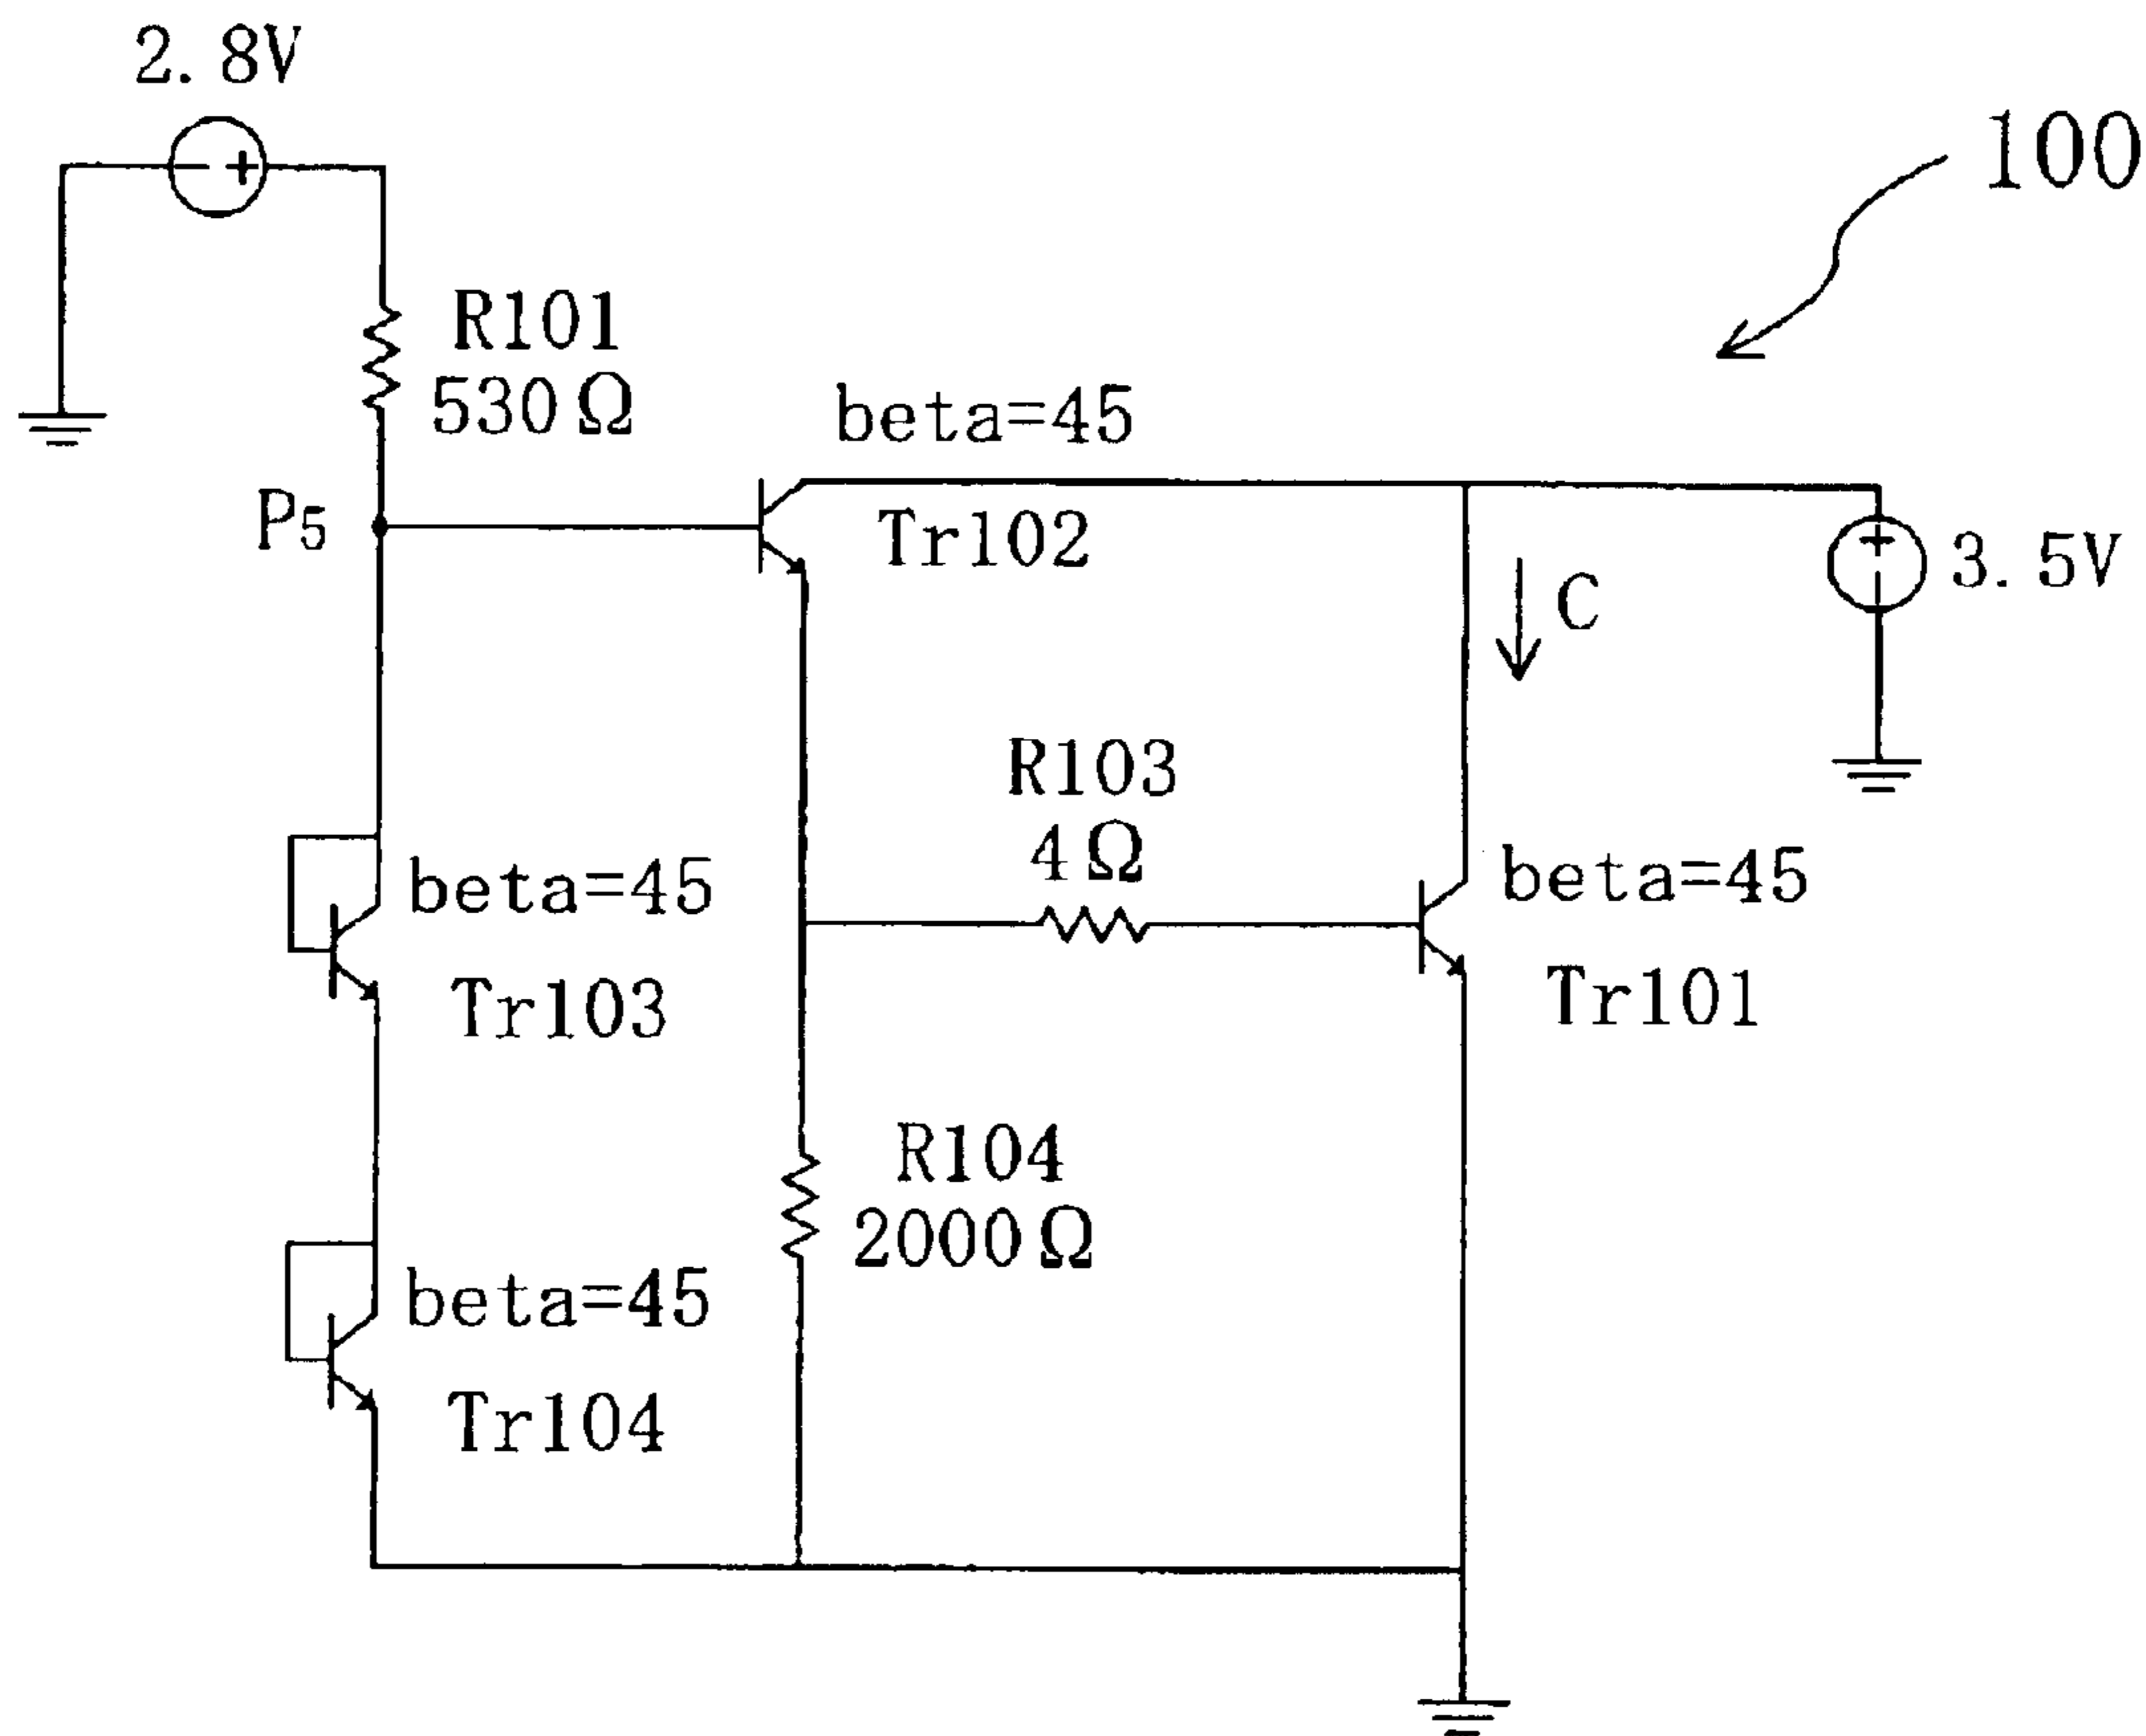 2.8V
100
R101
530Ω
beta=45
P5
Tr102
C
3.5V
R103
4Ω
beta=45
beta=45
Tr103
Tr101
R104
2000Ω
beta=45
Tr104